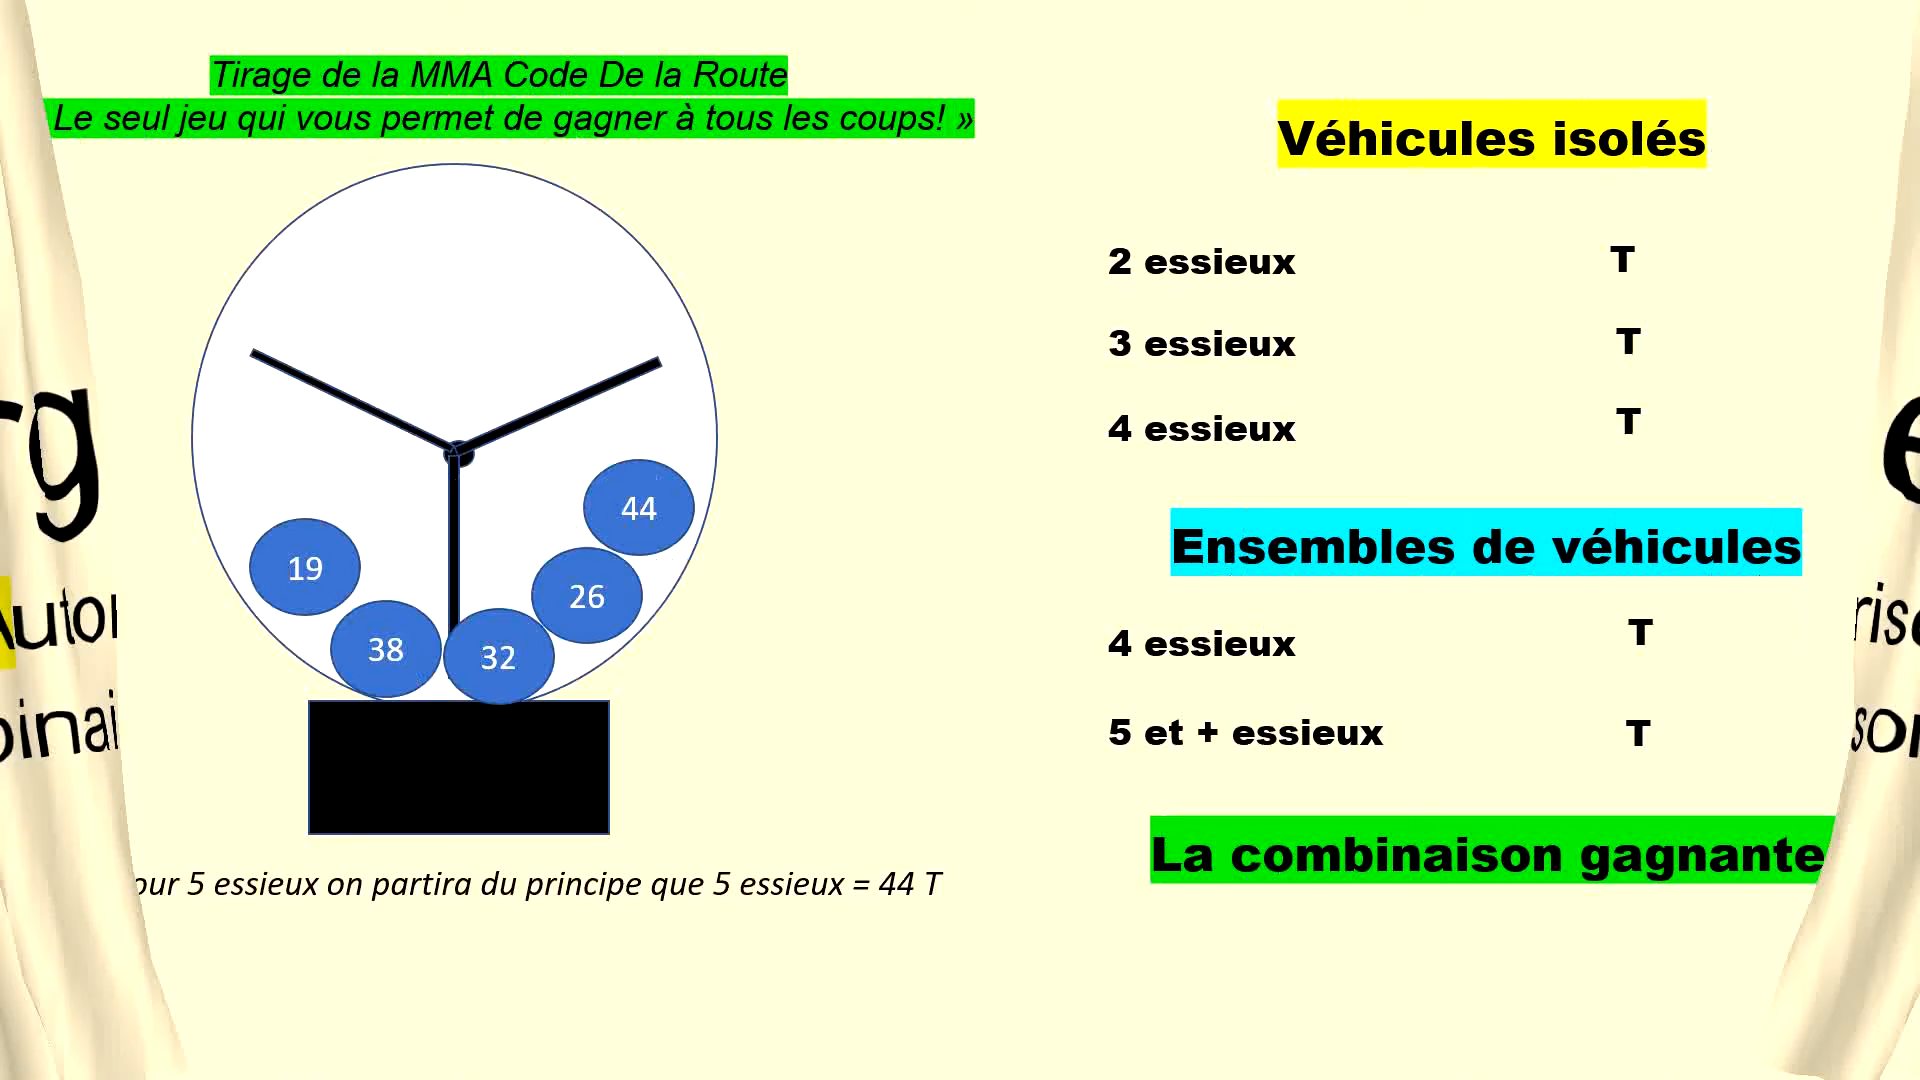 Tirage de la MMA Code De la Route
Le seul jeu qui vous permet de gagner à tous les coups! »
19
38
32
26
44
our 5 essieux on partira du principe que 5 essieux = 44 T
Véhicules isolés
2 essieux T
3 essieux T
4 essieux T
Ensembles de véhicules
4 essieux T
5 et + essieux T
La combinaison gagnante